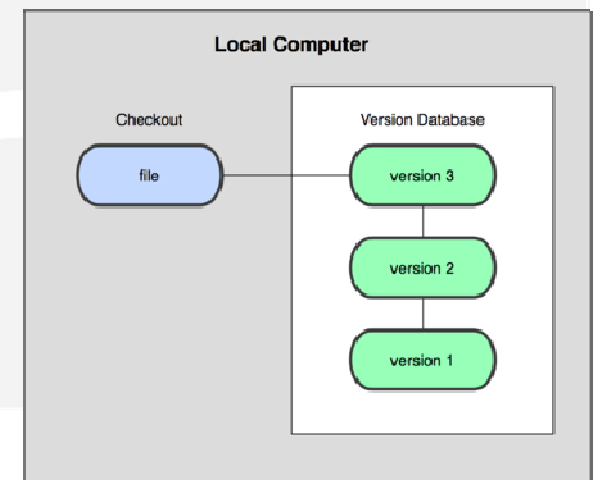 Local Computer
Checkout
Version Database
file
version 3
version 2
version 1